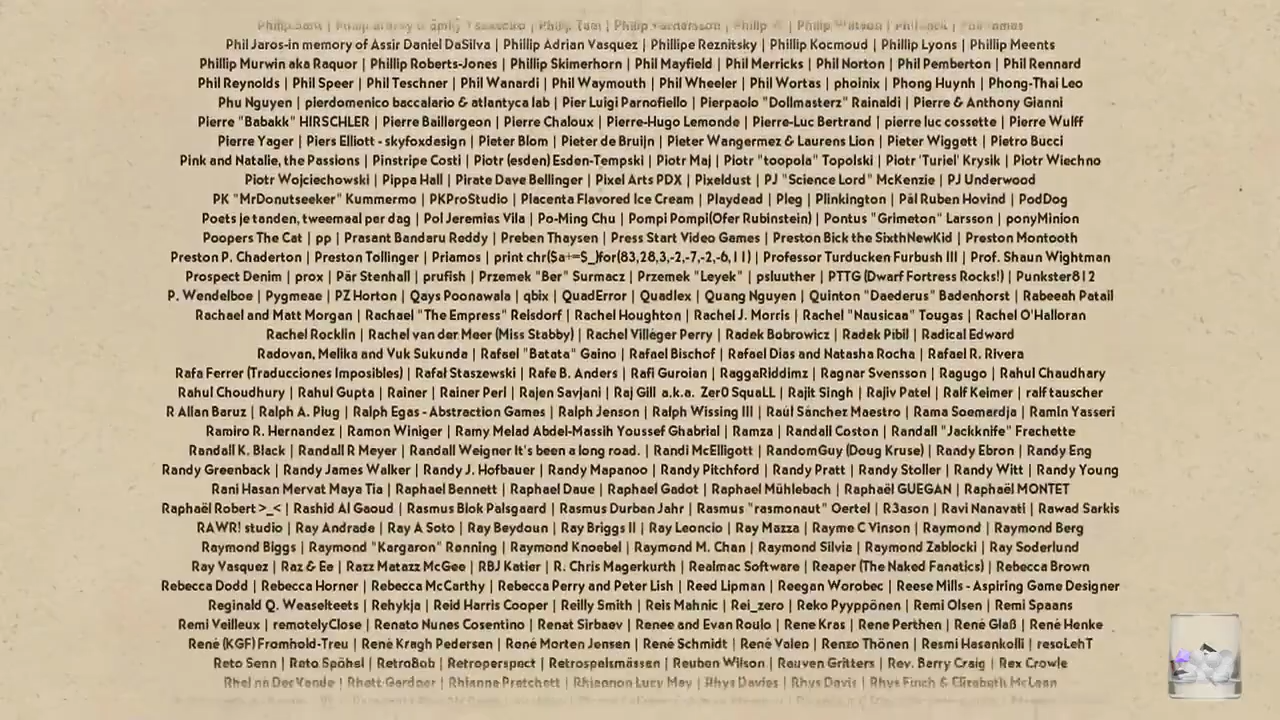 Phil Jaros-in memory of Assir Daniel DaSilva | Phillip Adrian Vasquez | Phillipe Reznitsky | Phillip Kocmoud | Phillip Lyons | Phillip Meents
Phillip Murwin aka Raquor | Phillip Roberts-Jones | Phillip Skimerhorn | Phil Mayfield | Phil Merricks | Phil Norton | Phil Pemberton | Phil Rennard
Phil Reynolds | Phil Speer | Phil Teschner | Phil Wanardi | Phil Waymouth | Phil Wheeler | Phil Wortas | phoinix | Phong Huynh | Phong-Thai Leo
Phu Nguyen | pierdomenico baccalario & atlantyca lab | Pier Luigi Parnofiello | Pierpaolo "Dollmasterz" Rainaldi | Pierre & Anthony Gianni
Pierre "Babakk" HIRSCHLER | Pierre Baillargeon | Pierre Chaloux | Pierre-Hugo Lemonde | Pierre-Luc Bertrand | pierre luc cossette | Pierre Wulff
Pierre Yager | Piers Elliott - skyfoxdesign | Pieter Blom | Pieter de Bruijn | Pieter Wangermez & Laurens Lion | Pieter Wiggett | Pietro Bucci
Pink and Natalie, the Passions | Pinstripe Costi | Piotr (esden) Esden-Tempski | Piotr Maj | Piotr "toopola" Topolski | Piotr 'Turiel' Krysik | Piotr Wiechno
Piotr Wojciechowski | Pippa Hall | Pirate Dave Bellinger | Pixel Arts PDX | Pixeldust | PJ "Science Lord" McKenzie | PJ Underwood
PK "MrDonutseeker" Kummermo | PKProStudio | Placenta Flavored Ice Cream | Playdead | Pleg | Plinkington | Pål Ruben Hovind | PodDog
Poets je tanden, tweemaal per dag | Pol Jeremias Vila | Po-Ming Chu | Pompi Pompi(Ofer Rubinstein) | Pontus "Grimeton" Larsson | ponyMinion
Poopers The Cat | pp | Prasant Bandaru Reddy | Preben Thaysen | Press Start Video Games | Preston Bick the SixthNewKid | Preston Montooth
Preston P. Chaderton | Preston Tollinger | Priamos | print chr($a+=$_)for(83,28,3,-2,-7,-2,-6,11) | Professor Turducken Furbush III | Prof. Shaun Wightman
Prospect Denim | prox | Pär Stenhall | prufish | Przemek "Ber" Surmacz | Przemek "Leyek" | psluuther | PTTG (Dwarf Fortress Rocks!) | Punkster812
P. Wendelboe | Pygmeae | PZ Horton | Qays Poonawala | qbix | QuadError | Quadlex | Quang Nguyen | Quinton "Daederus" Badenhorst | Rabeeah Patail
Rachael and Matt Morgan | Rachael "The Empress" Reisdorf | Rachel Houghton | Rachel J. Morris | Rachel "Nausicaa" Tougas | Rachel O'Halloran
Rachel Rocklin | Rachel van der Meer (Miss Stabby) | Rachel Villéger Perry | Radek Bobrowicz | Radek Pibil | Radical Edward
Radovan, Melika and Vuk Sukunda | Rafael "Batata" Gaino | Rafael Bischof | Rafael Dias and Natasha Rocha | Rafael R. Rivera
Rafa Ferrer (Traducciones Imposibles) | Rafał Staszewski | Rafe B. Anders | Rafi Guroian | RaggaRiddimz | Ragnar Svensson | Ragugo | Rahul Chaudhary
Rahul Choudhury | Rahul Gupta | Rainer | Rainer Perl | Rajen Savjani | Raj Gill a.k.a. Zer0 SquaLL | Rajit Singh | Rajiv Patel | Ralf Keimer | ralf tauscher
R Allan Baruz | Ralph A. Plug | Ralph Egas - Abstraction Games | Ralph Jenson | Ralph Wissing III | Raúl Sánchez Maestro | Rama Soemardja | Ramin Yasseri
Ramiro R. Hernandez | Ramon Winiger | Ramy Melad Abdel-Massih Youssef Ghabrial | Ramza | Randall Coston | Randall "Jackknife" Frechette
Randall K. Black | Randall R Meyer | Randall Weigner It's been a long road. | Randi McElligott | RandomGuy (Doug Kruse) | Randy Ebron | Randy Eng
Randy Greenback | Randy James Walker | Randy J. Hofbauer | Randy Mapanoo | Randy Pitchford | Randy Pratt | Randy Stoller | Randy Witt | Randy Young
Rani Hasan Mervat Maya Tia | Raphael Bennett | Raphael Daue | Raphael Gadot | Raphael Mühlebach | Raphaël GUEGAN | Raphaël MONTET
Raphaël Robert >_< | Rashid Al Gaoud | Rasmus Blok Palsgaard | Rasmus Durban Jahr | Rasmus "rasmonaut" Oertel | R3ason | Ravi Nanavati | Rawad Sarkis
RAWR! studio | Ray Andrade | Ray A Soto | Ray Beydoun | Ray Briggs II | Ray Leoncio | Ray Mazza | Rayme C Vinson | Raymond | Raymond Berg
Raymond Biggs | Raymond "Kargaron" Rønning | Raymond Knoebel | Raymond M. Chan | Raymond Silvia | Raymond Zablocki | Ray Soderlund
Ray Vasquez | Raz & Ee | Razz Matazz McGee | RBJ Katier | R. Chris Magerkurth | Realmac Software | Reaper (The Naked Fanatics) | Rebecca Brown
Rebecca Dodd | Rebecca Horner | Rebecca McCarthy | Rebecca Perry and Peter Lish | Reed Lipman | Reegan Worobec | Reese Mills - Aspiring Game Designer
Reginald Q. Weaselteets | Rehykja | Reid Harris Cooper | Reilly Smith | Reis Mahnic | Rei_zero | Reko Pyyppönen | Remi Olsen | Remi Spaans
Remi Veilleux | remotelyClose | Renato Nunes Cosentino | Renat Sirbaev | Renee and Evan Roulo | Rene Kras | Rene Perthen | René Glaß | René Henke
René (KGF) Fromhold-Treu | René Kragh Pedersen | René Morten Jensen | René Schmidt | René Valen | Renzo Thönen | Resmi Hasankolli | resoLehT
Reto Senn | Reto Spöhel | RetroBob | Retroperspect | Retrospelsmässan | Reuben Wilson | Reuven Gritters | Rev. Barry Craig | Rex Crowle
Rhett Gardner | Rhianna Pratchett | Rhiannon Lucy May | Rhys Davies | Rhys Davis | Rhys Finch & Elizabeth McLean